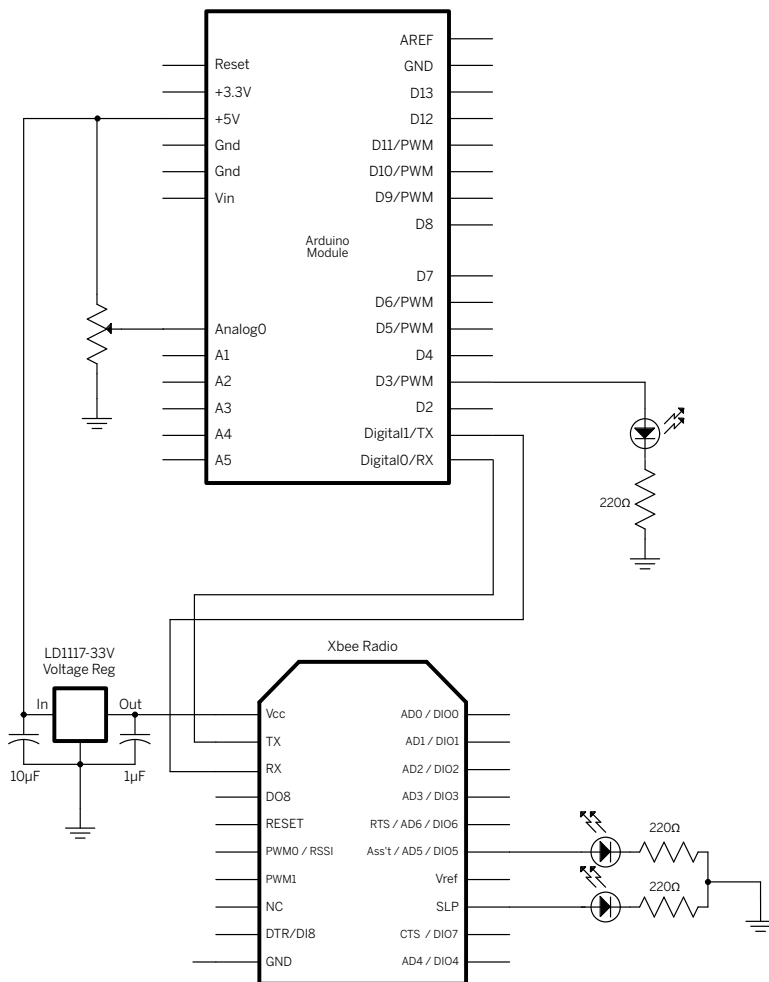 AREF
Reset
GND
+3.3V
D13
+5V
D12
Gnd
D11/PWM
Gnd
D10/PWM
Vin
D9/PWM
D8
Arduino
Module
D7
D6/PWM
Analog0
D5/PWM
A1
D4
A2
D3/PWM
A3
D2
A4
Digital1/TX
A5
Digital0/RX
220Ω
Xbee Radio
LD1117-33V
Voltage Reg
In
Out
10µF
1µF
Vcc
AD0 / DIO0
TX
AD1 / DIO1
RX
AD2 / DIO2
DO8
AD3 / DIO3
RESET
RTS / AD6 / DIO6
PWM0 / RSSI
Ass't / AD5 / DIO5
220Ω
PWM1
Vref
220Ω
NC
SLP
DTR/DI8
CTS / DIO7
GND
AD4 / DIO4